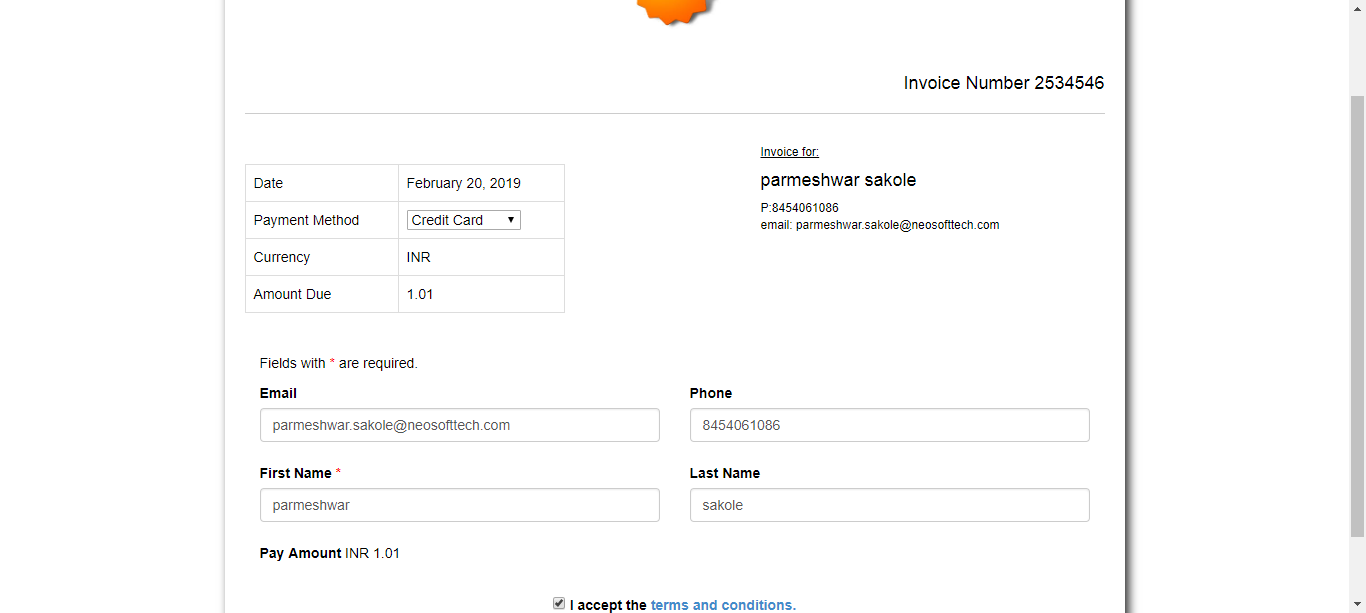 Invoice Number 2534546
Invoice for:
parmeshwar sakole
P:8454061086
email: parmeshwar.sakole@neosofttech.com
Date February 20, 2019
Payment Method Credit Card
Currency INR
Amount Due 1.01
Fields with * are required.
Email Phone
parmeshwar.sakole@neosofttech.com 8454061086
First Name * Last Name
parmeshwar sakole
Pay Amount INR 1.01
I accept the terms and conditions.